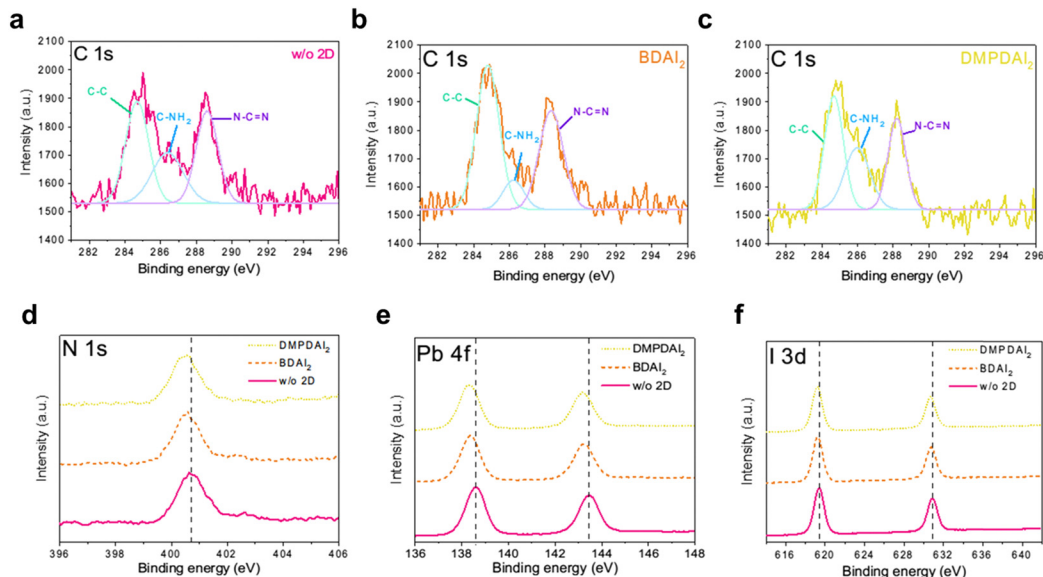 a
C 1s
w/o 2D
C-C
C-NH₂
N-C=N
Intensity (a.u.)
2100
2000
1900
1800
1700
1600
1500
1400
282 284 286 288 290 292 294 296
Binding energy (eV)
b
C 1s
BDAI₂
C-C
C-NH₂
N-C=N
Intensity (a.u.)
2100
2000
1900
1800
1700
1600
1500
1400
282 284 286 288 290 292 294 296
Binding energy (eV)
c
C 1s
DMPDAI₂
C-C
C-NH₂
N-C=N
Intensity (a.u.)
2100
2000
1900
1800
1700
1600
1500
1400
282 284 286 288 290 292 294 296
Binding energy (eV)
d
N 1s
DMPDAI₂
BDAI₂
w/o 2D
Intensity (a.u.)
396 398 400 402 404 406
Binding energy (eV)
e
Pb 4f
DMPDAI₂
BDAI₂
w/o 2D
Intensity (a.u.)
136 138 140 142 144 146 148
Binding energy (eV)
f
I 3d
DMPDAI₂
BDAI₂
w/o 2D
Intensity (a.u.)
616 620 624 628 632 636 640
Binding energy (eV)